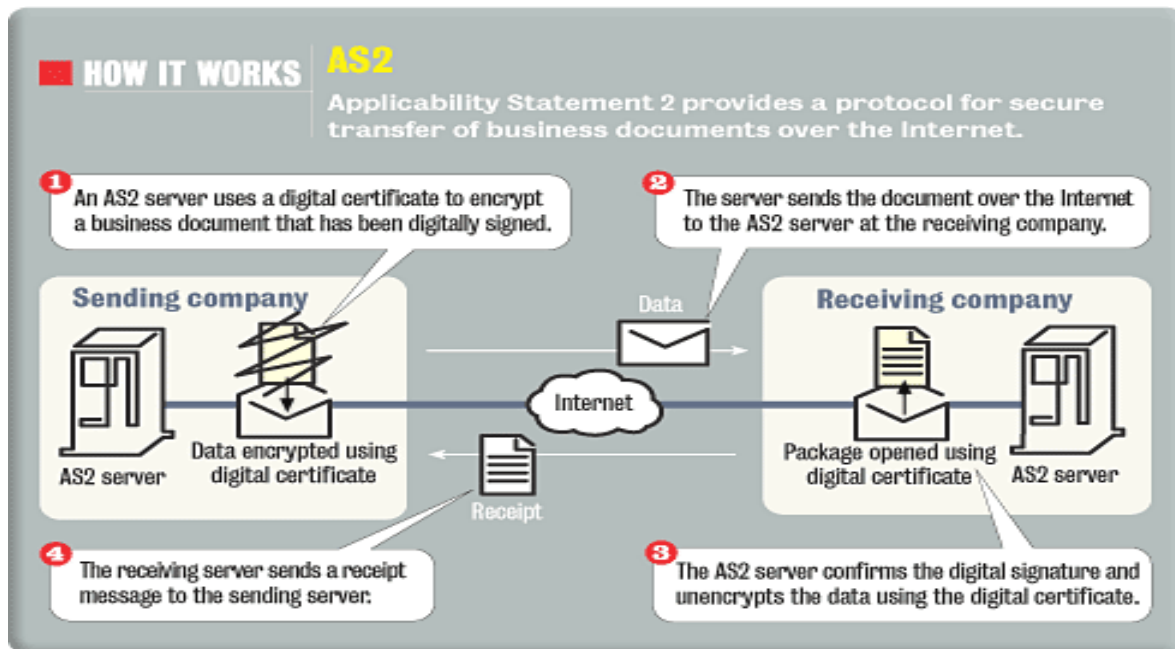 HOW IT WORKS
AS2
Applicability Statement 2 provides a protocol for secure
transfer of business documents over the Internet.
1
An AS2 server uses a digital certificate to encrypt
a business document that has been digitally signed.
2
The server sends the document over the Internet
to the AS2 server at the receiving company.
Sending company
Data
Receiving company
Internet
AS2 server
Data encrypted using
digital certificate
Receipt
Package opened using
digital certificate
AS2 server
4
The receiving server sends a receipt
message to the sending server.
3
The AS2 server confirms the digital signature and
unencrypts the data using the digital certificate.